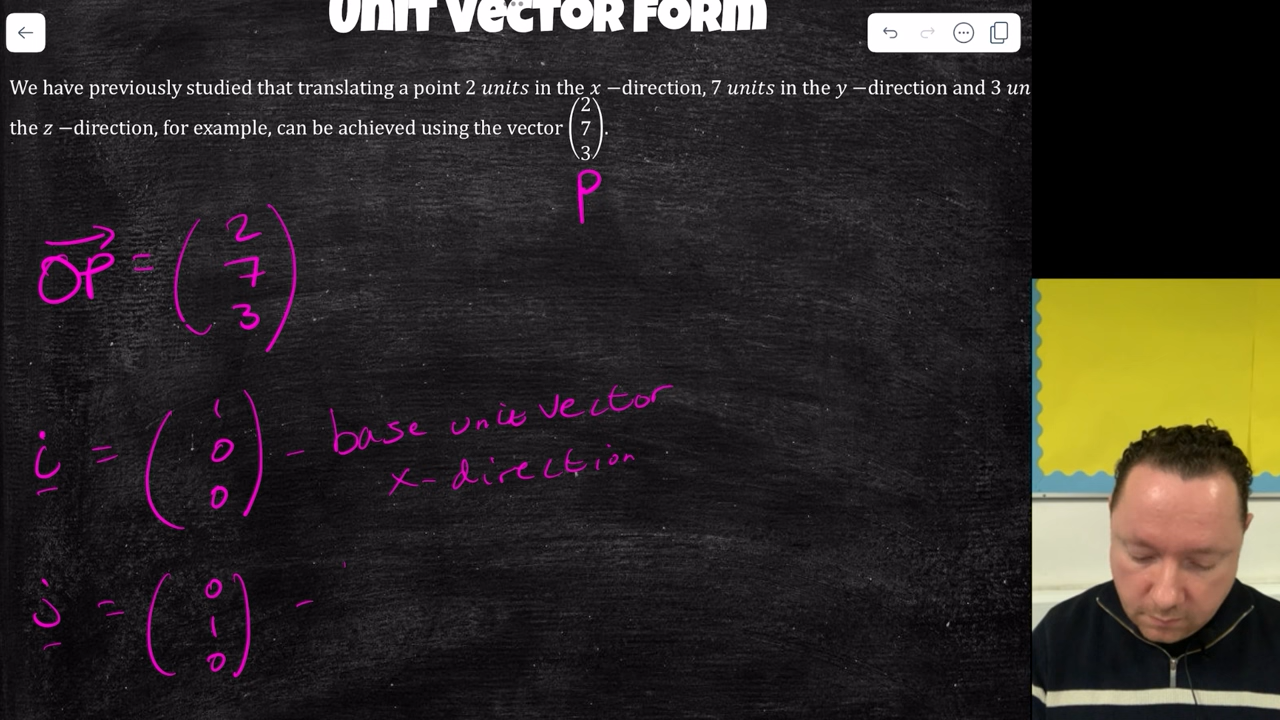 UNIT VECTOR FORM
We have previously studied that translating a point 2 units in the x −direction, 7 units in the y −direction and 3 un
the z −direction, for example, can be achieved using the vector (2 7 3).
P
OP = (2 7 3)
i = (1 0 0) - base unit vector
x-direction
j = (0 1 0) -